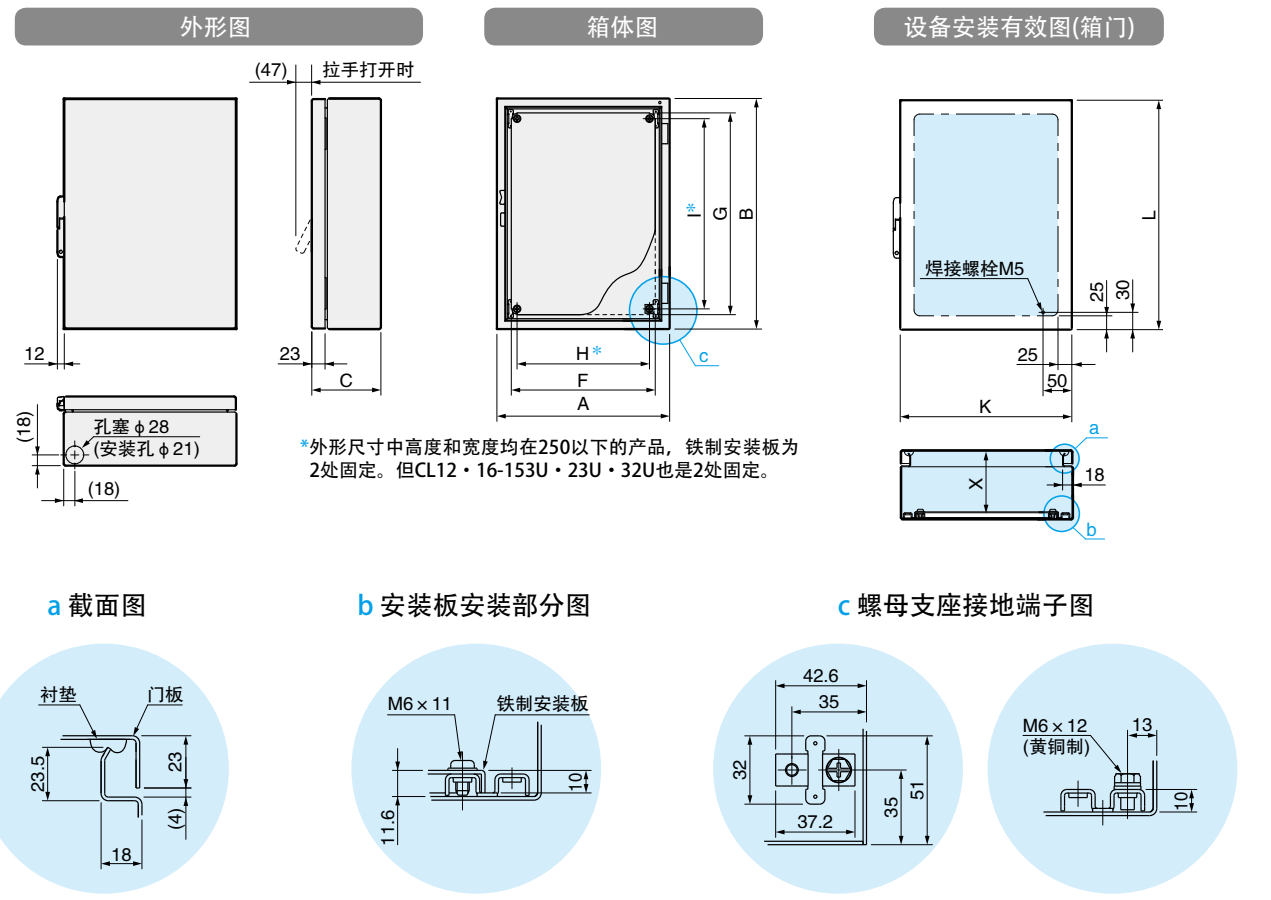 外形图
箱体图
设备安装有效图(箱门)
(47)
拉手打开时
12
23
C
I*
G
B
H*
F
A
c
焊接螺栓M5
L
25
30
25
50
K
(18)
孔塞φ28
(安装孔φ21)
(18)
*外形尺寸中高度和宽度均在250以下的产品，铁制安装板为
2处固定。但CL12・16-153U・23U・32U也是2处固定。
a
18
X
b
a 截面图
b 安装板安装部分图
c 螺母支座接地端子图
衬垫
门板
23.5
23
(4)
18
M6×11
铁制安装板
10
11.6
42.6
35
32
37.2
35
51
M6×12
(黄铜制)
13
10